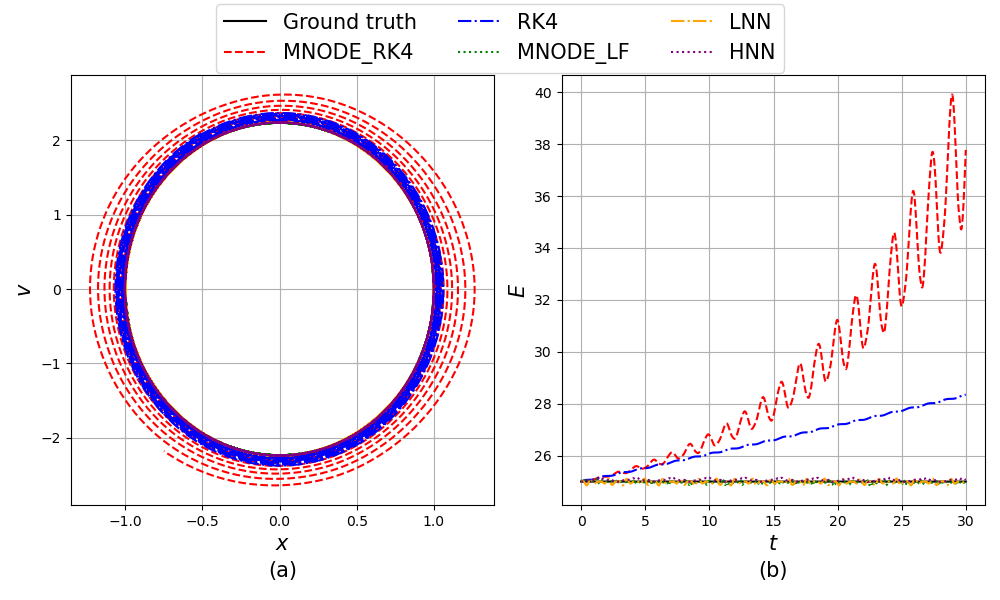 Ground truth RK4 LNN
MNODE_RK4 MNODE_LF HNN
2
1
0
−1
−2
v
−1.0 −0.5 0.0 0.5 1.0
x
(a)
40
38
36
34
32
30
28
26
E
0 5 10 15 20 25 30
t
(b)